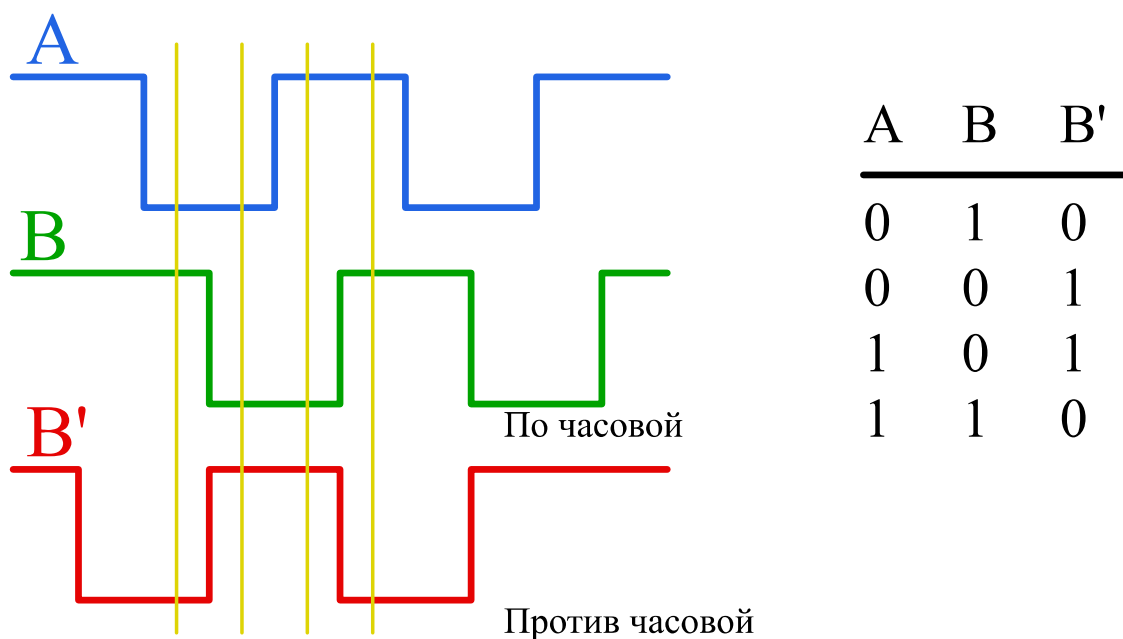 A
B
По часовой
B'
Против часовой
A B B'
0 1 0
0 0 1
1 0 1
1 1 0